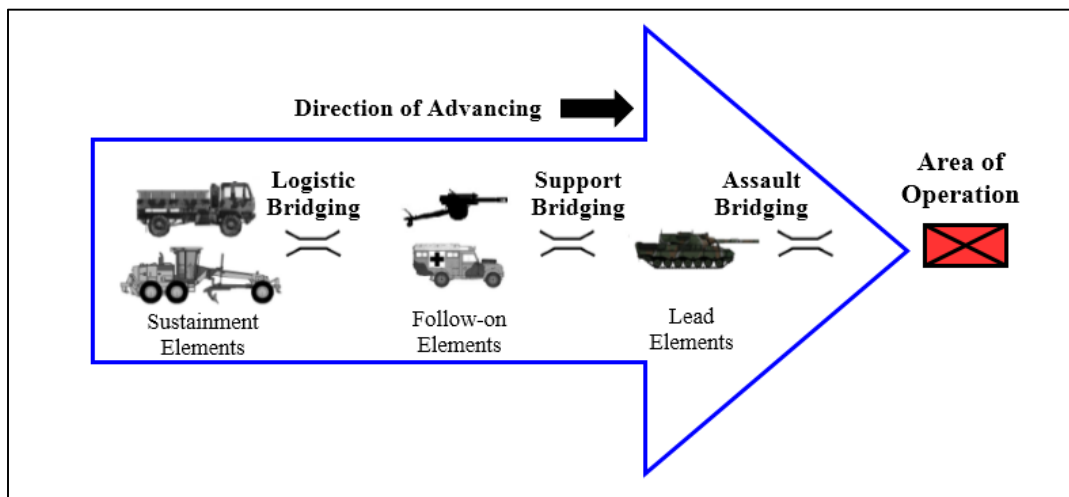 Direction of Advancing
Area of
Operation
Logistic
Bridging
Support
Bridging
Assault
Bridging
Sustainment
Elements
Follow-on
Elements
Lead
Elements